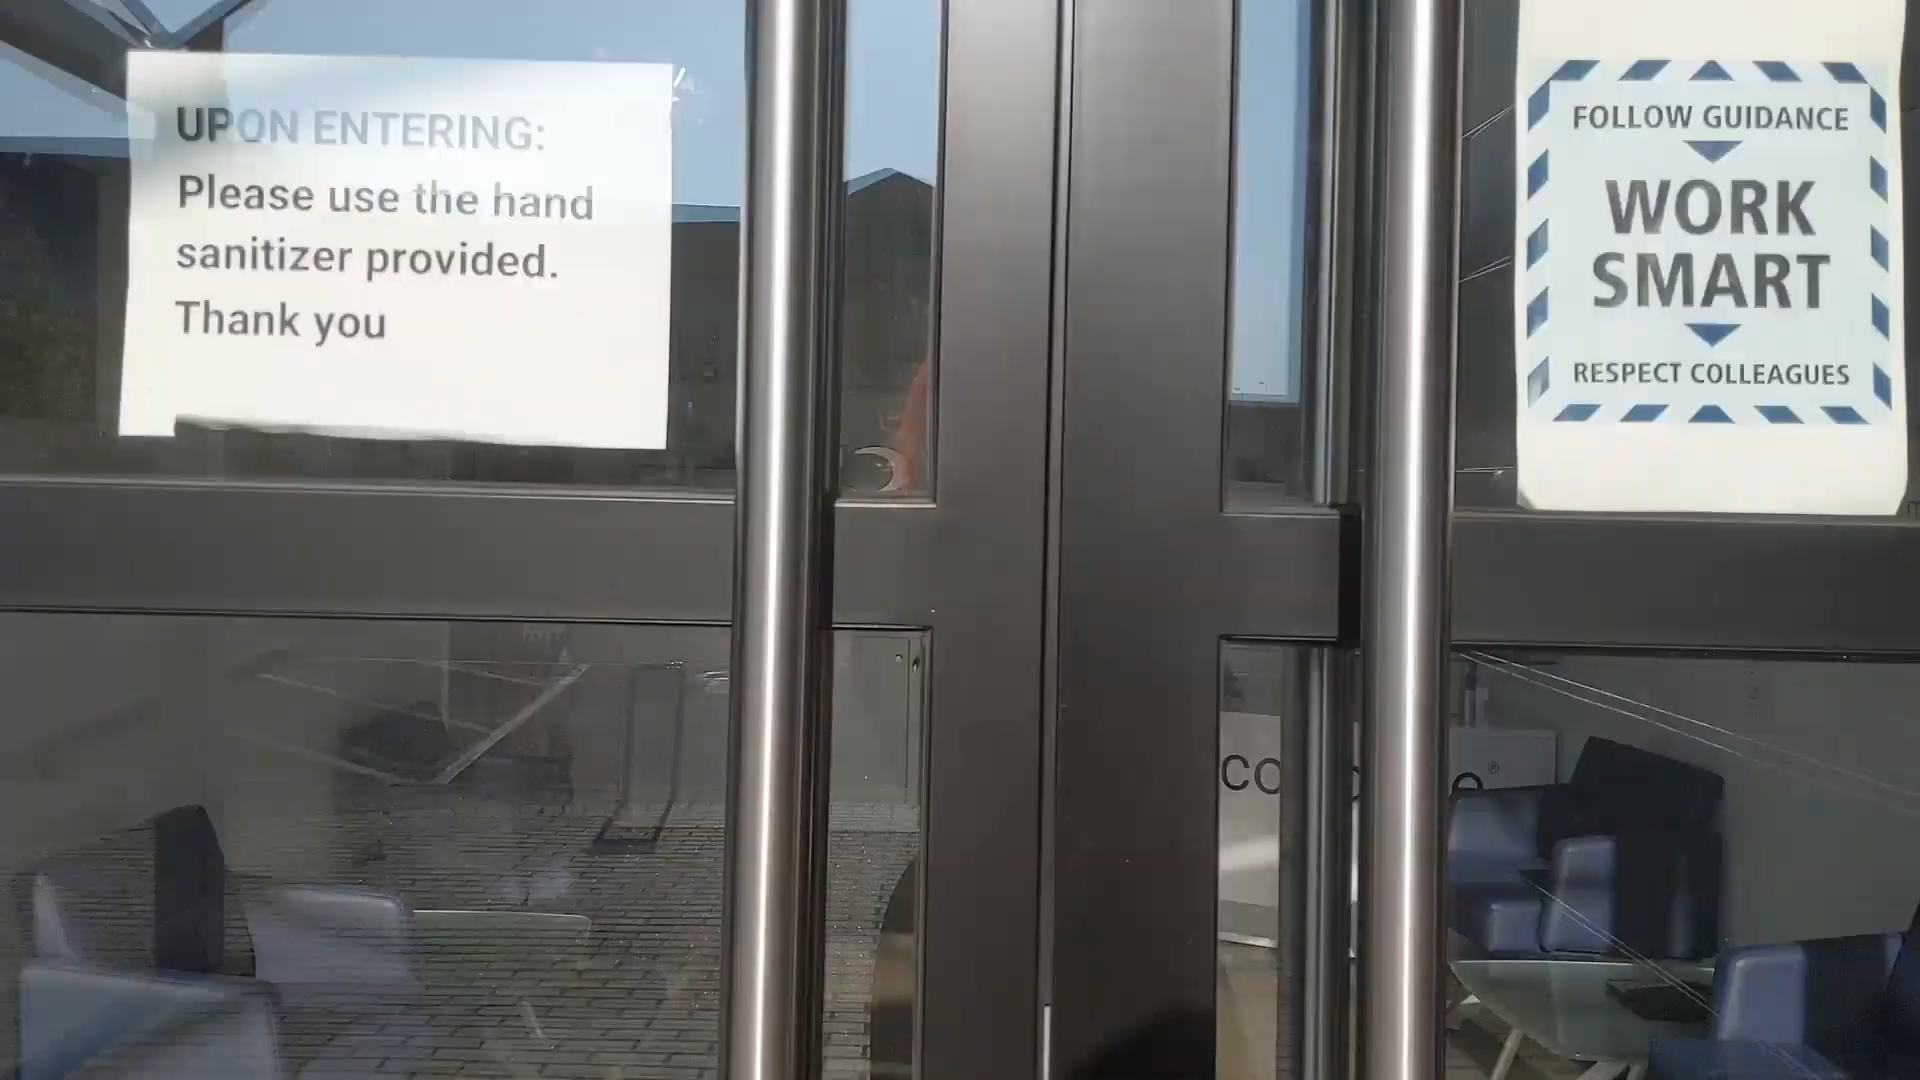 UPON ENTERING:
Please use the hand
sanitizer provided.
Thank you
FOLLOW GUIDANCE
WORK
SMART
RESPECT COLLEAGUES